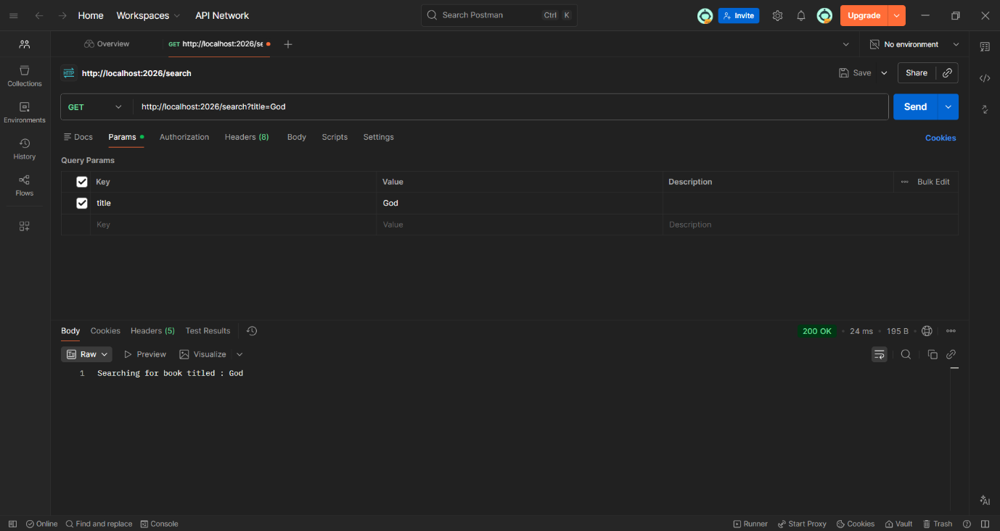 Home Workspaces API Network Search Postman Ctrl K Invite Upgrade
Overview GET http://localhost:2026/se No environment
HTTP http://localhost:2026/search Save Share
Collections
GET http://localhost:2026/search?title=God Send
Environments
Docs Params Authorization Headers (8) Body Scripts Settings Cookies
History
Query Params
Key Value Description Bulk Edit
Flows
title God
Key Value Description
Body Cookies Headers (5) Test Results 200 OK 24 ms 195 B
Raw Preview Visualize
1 Searching for book titled : God
AI
Online Find and replace Console Runner Start Proxy Cookies Vault Trash